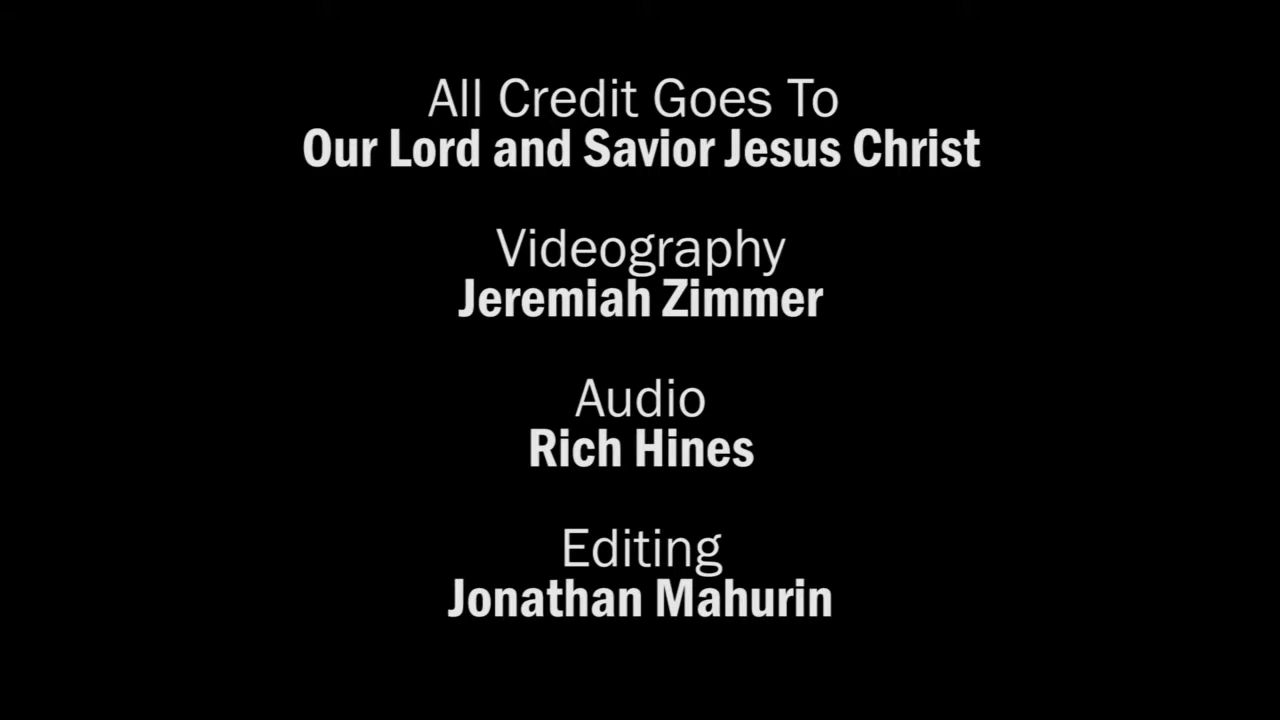 All Credit Goes To
Our Lord and Savior Jesus Christ
Videography
Jeremiah Zimmer
Audio
Rich Hines
Editing
Jonathan Mahurin